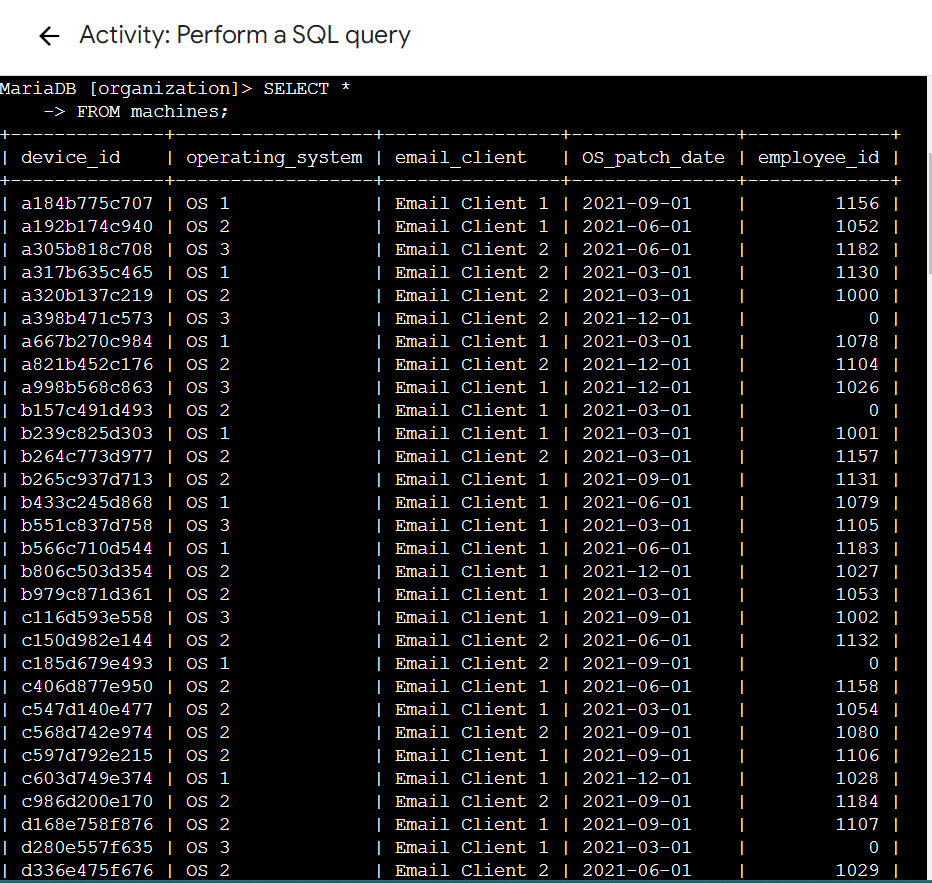 ← Activity: Perform a SQL query
MariaDB [organization]> SELECT *
    -> FROM machines;
+--------------+------------------+----------------+---------------+-------------+
| device_id    | operating_system | email_client   | OS_patch_date | employee_id |
+--------------+------------------+----------------+---------------+-------------+
| a184b775c707 | OS 1             | Email Client 1 | 2021-09-01    |        1156 |
| a192b174c940 | OS 2             | Email Client 1 | 2021-06-01    |        1052 |
| a305b818c708 | OS 3             | Email Client 2 | 2021-06-01    |        1182 |
| a317b635c465 | OS 1             | Email Client 2 | 2021-03-01    |        1130 |
| a320b137c219 | OS 2             | Email Client 2 | 2021-03-01    |        1000 |
| a398b471c573 | OS 3             | Email Client 2 | 2021-12-01    |           0 |
| a667b270c984 | OS 1             | Email Client 1 | 2021-03-01    |        1078 |
| a821b452c176 | OS 2             | Email Client 2 | 2021-12-01    |        1104 |
| a998b568c863 | OS 3             | Email Client 1 | 2021-12-01    |        1026 |
| b157c491d493 | OS 2             | Email Client 1 | 2021-03-01    |           0 |
| b239c825d303 | OS 1             | Email Client 1 | 2021-03-01    |        1001 |
| b264c773d977 | OS 2             | Email Client 2 | 2021-03-01    |        1157 |
| b265c937d713 | OS 2             | Email Client 1 | 2021-09-01    |        1131 |
| b433c245d868 | OS 1             | Email Client 1 | 2021-06-01    |        1079 |
| b551c837d758 | OS 3             | Email Client 1 | 2021-03-01    |        1105 |
| b566c710d544 | OS 1             | Email Client 1 | 2021-06-01    |        1183 |
| b806c503d354 | OS 2             | Email Client 1 | 2021-12-01    |        1027 |
| b979c871d361 | OS 2             | Email Client 1 | 2021-03-01    |        1053 |
| c116d593e558 | OS 3             | Email Client 1 | 2021-09-01    |        1002 |
| c150d982e144 | OS 2             | Email Client 2 | 2021-06-01    |        1132 |
| c185d679e493 | OS 1             | Email Client 2 | 2021-09-01    |           0 |
| c406d877e950 | OS 2             | Email Client 1 | 2021-06-01    |        1158 |
| c547d140e477 | OS 2             | Email Client 1 | 2021-03-01    |        1054 |
| c568d742e974 | OS 2             | Email Client 2 | 2021-09-01    |        1080 |
| c597d792e215 | OS 2             | Email Client 1 | 2021-09-01    |        1106 |
| c603d749e374 | OS 1             | Email Client 1 | 2021-12-01    |        1028 |
| c986d200e170 | OS 2             | Email Client 2 | 2021-09-01    |        1184 |
| d168e758f876 | OS 2             | Email Client 1 | 2021-09-01    |        1107 |
| d280e557f635 | OS 3             | Email Client 1 | 2021-03-01    |           0 |
| d336e475f676 | OS 2             | Email Client 2 | 2021-06-01    |        1029 |